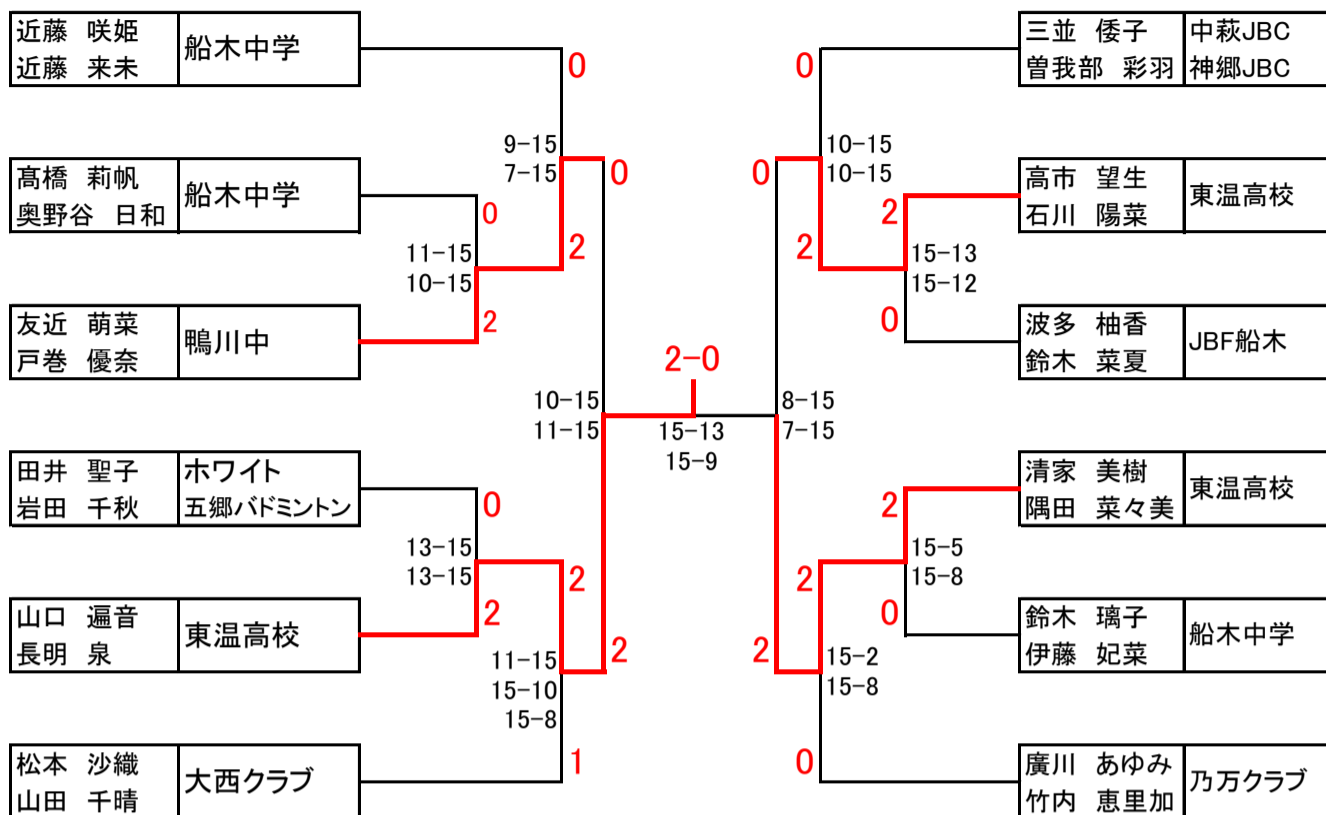 近藤 咲姫
近藤 来未
船木中学
0
9-15
7-15
0
髙橋 莉帆
奥野谷 日和
船木中学
0
2
11-15
10-15
友近 萌菜
戸巻 優奈
鴨川中
2
10-15
11-15
田井 聖子
岩田 千秋
ホワイト
五郷バドミントン
0
13-15
13-15
2
山口 遍音
長明 泉
東温高校
2
2
11-15
15-10
15-8
松本 沙織
山田 千晴
大西クラブ
1
2-0
15-13
15-9
三並 倭子
曽我部 彩羽
中萩JBC
神郷JBC
0
10-15
10-15
0
高市 望生
石川 陽菜
東温高校
2
2
15-13
15-12
波多 柚香
鈴木 菜夏
JBF船木
0
8-15
7-15
清家 美樹
隅田 菜々美
東温高校
2
15-5
15-8
2
鈴木 璃子
伊藤 妃菜
船木中学
0
2
15-2
15-8
廣川 あゆみ
竹内 恵里加
乃万クラブ
0